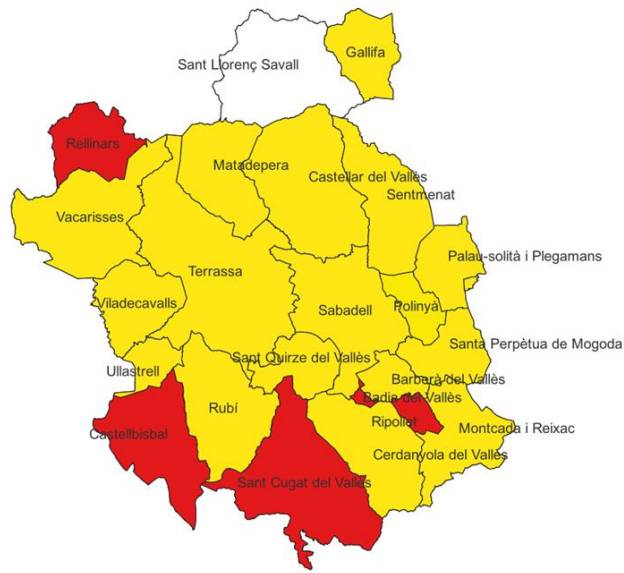 Gallifa
Sant Llorenç Savall
Rellinars
Matadepera
Castellar del Vallès
Sentmenat
Vacarisses
Palau-solità i Plegamans
Terrassa
Viladecavalls
Sabadell
Polinyà
Santa Perpètua de Mogoda
Sant Quirze del Vallès
Ullastrell
Barberà del Vallès
Badia del Vallès
Rubí
Ripollet
Montcada i Reixac
Castellbisbal
Cerdanyola del Vallès
Sant Cugat del Vallès